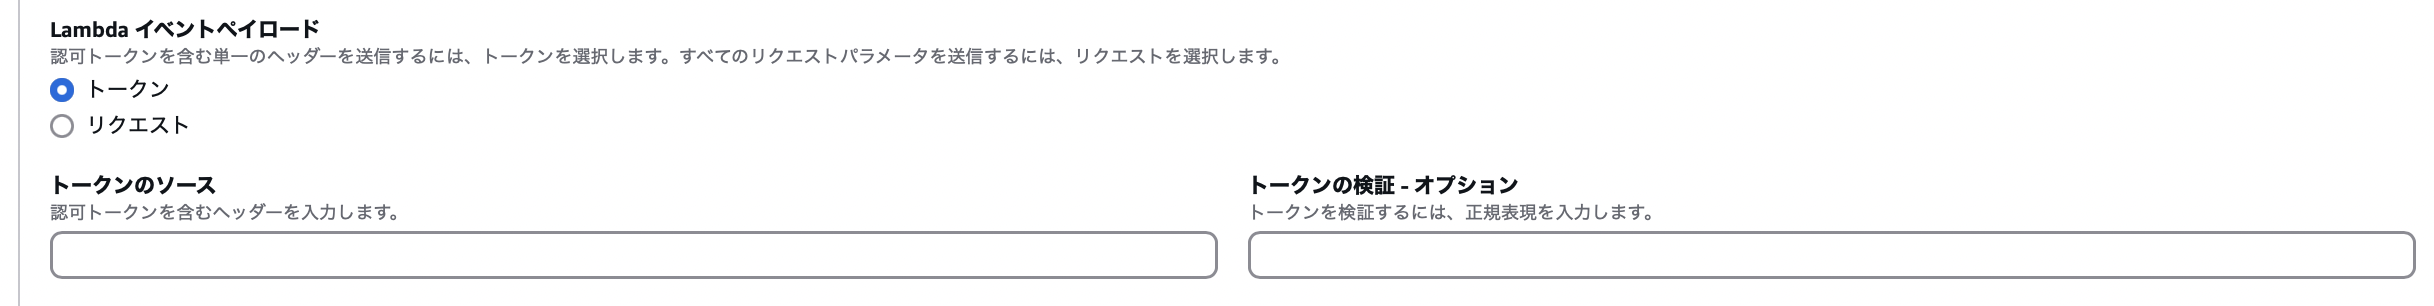 Lambda イベントペイロード
認可トークンを含む単一のヘッダーを送信するには、トークンを選択します。すべてのリクエストパラメータを送信するには、リクエストを選択します。
トークン
リクエスト
トークンのソース
認可トークンを含むヘッダーを入力します。
トークンの検証 - オプション
トークンを検証するには、正規表現を入力します。